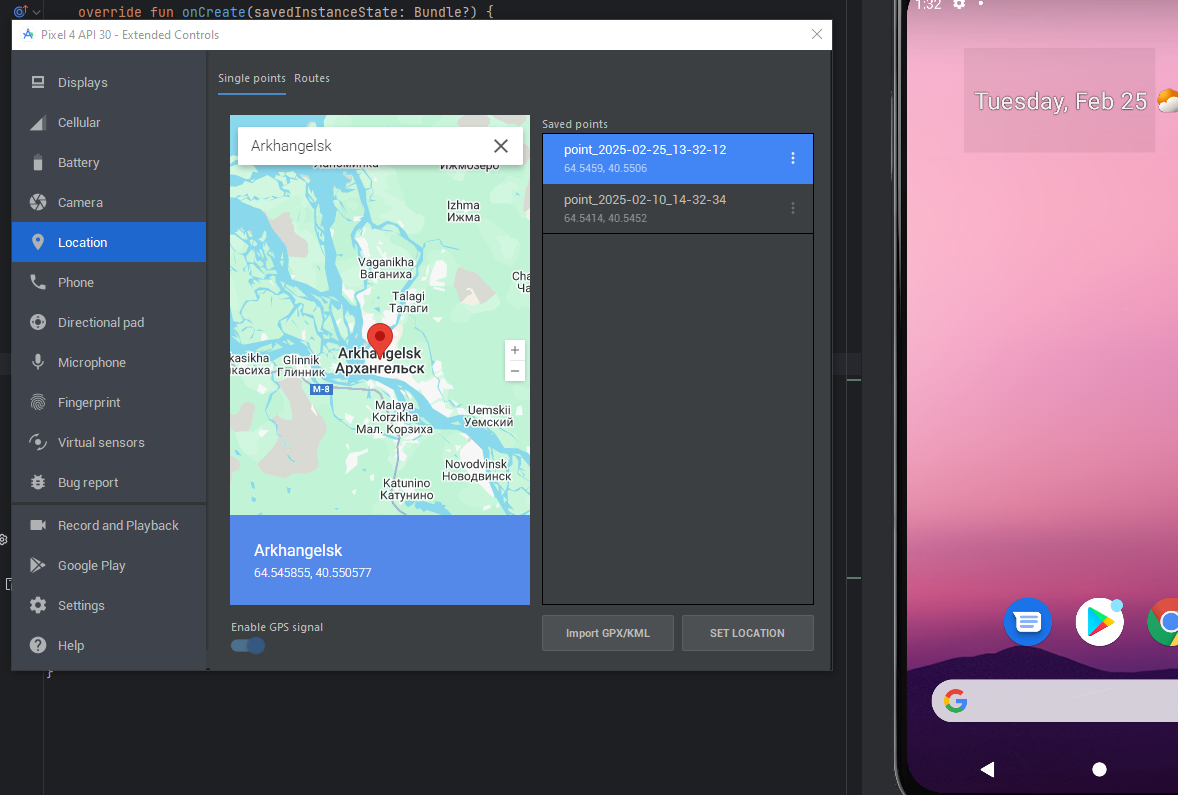 override fun onCreate(savedInstanceState: Bundle?) {
Pixel 4 API 30 - Extended Controls
Displays
Cellular
Battery
Camera
Location
Phone
Directional pad
Microphone
Fingerprint
Virtual sensors
Bug report
Record and Playback
Google Play
Settings
Help
Single points Routes
Arkhangelsk
Ижмозеро
Izhma
Ижма
Vaganikha
Ваганиха
Talagi
Талаги
Arkhangelsk
Архангельск
Glinnik
Глинник
M-8
Malaya
Korzikha
Мал. Корзиха
Uemskii
Уемский
Novodvinsk
Новодвинск
Katunino
Катунино
+
−
Arkhangelsk
64.545855, 40.550577
Enable GPS signal
Saved points
point_2025-02-25_13-32-12
64.5459, 40.5506
point_2025-02-10_14-32-34
64.5414, 40.5452
Import GPX/KML
SET LOCATION
}
1:32
Tuesday, Feb 25